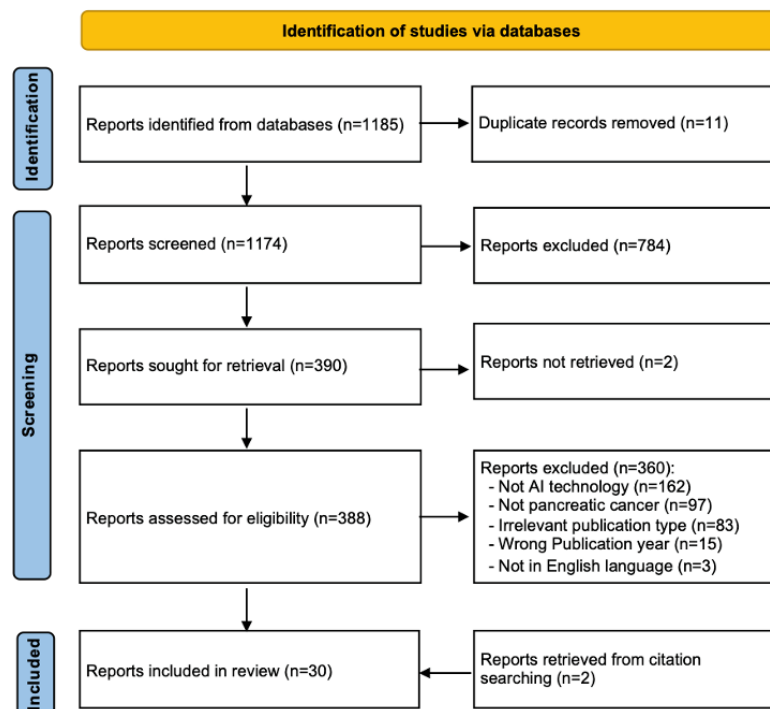 Identification of studies via databases
Identification
Reports identified from databases (n=1185)
Duplicate records removed (n=11)
Screening
Reports screened (n=1174)
Reports excluded (n=784)
Reports sought for retrieval (n=390)
Reports not retrieved (n=2)
Reports assessed for eligibility (n=388)
Reports excluded (n=360):
- Not AI technology (n=162)
- Not pancreatic cancer (n=97)
- Irrelevant publication type (n=83)
- Wrong Publication year (n=15)
- Not in English language (n=3)
Included
Reports included in review (n=30)
Reports retrieved from citation
searching (n=2)